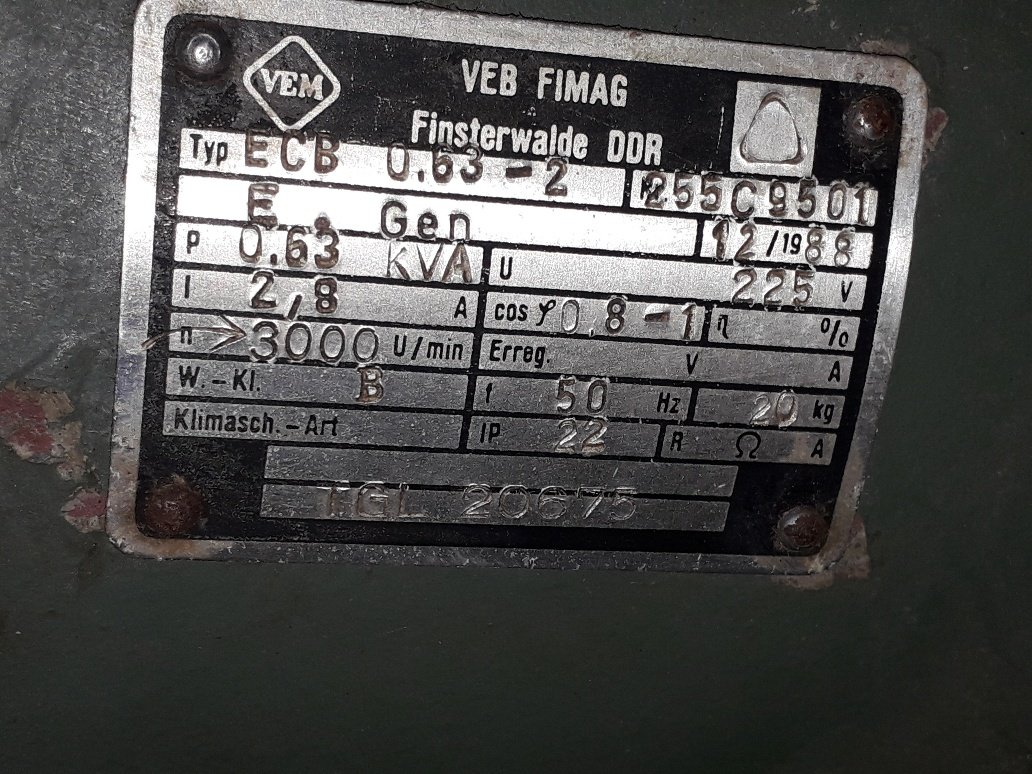 VEM
VEB FIMAG
Finsterwalde DDR
Typ ECB 0.63-2 255C9501
E. Gen 12/1988
P 0.63 KVA U 225 V
I 2/8 A cos φ 0.8-1 η %
n → 3000 U/min Erreg. V A
W.-Kl. B f 50 Hz 20 kg
Klimasch.-Art IP 22 R Ω A
TGL 20675